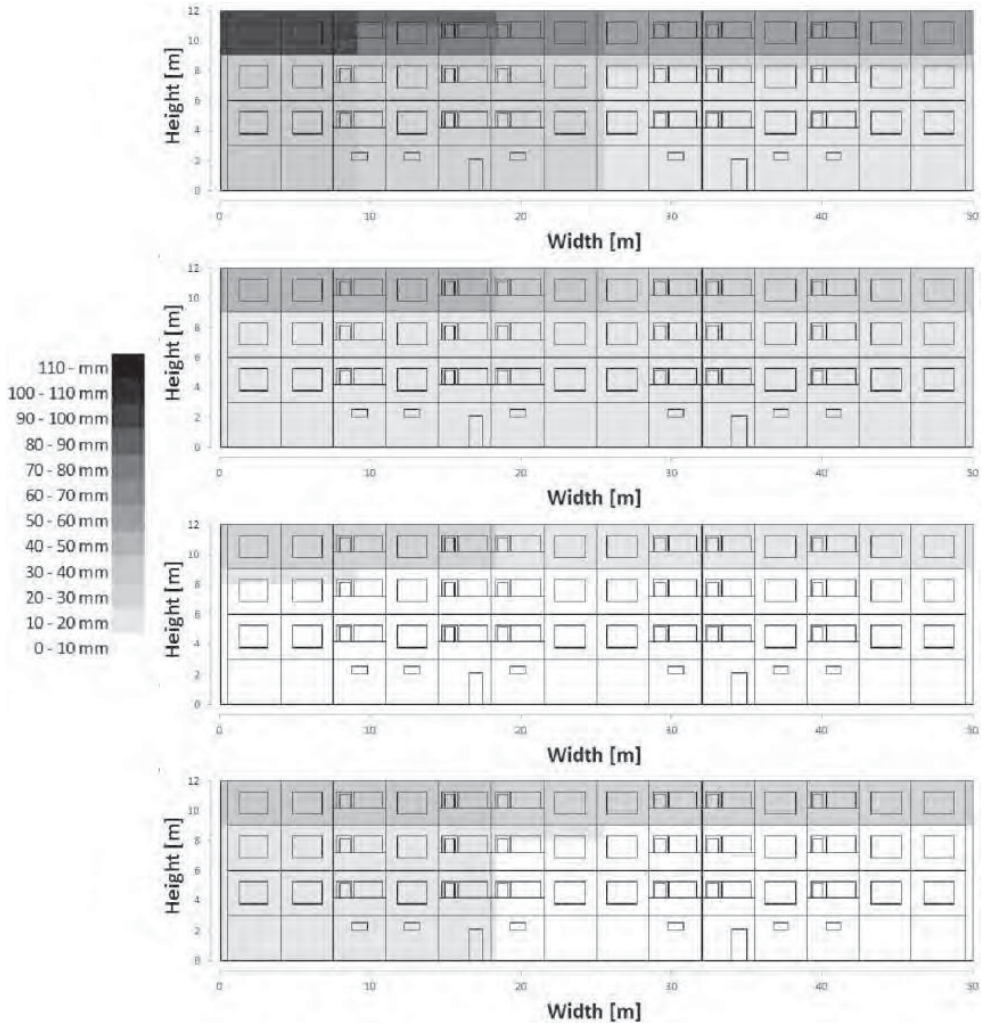 Height [m]
12
10
8
6
4
2
0
0 10 20 30 40 50
Width [m]
Height [m]
12
10
8
6
4
2
0
0 10 20 30 40 50
Width [m]
110 - mm
100 - 110 mm
90 - 100 mm
80 - 90 mm
70 - 80 mm
60 - 70 mm
50 - 60 mm
40 - 50 mm
30 - 40 mm
20 - 30 mm
10 - 20 mm
0 - 10 mm
Height [m]
12
10
8
6
4
2
0
0 10 20 30 40 50
Width [m]
Height [m]
12
10
8
6
4
2
0
0 10 20 30 40 50
Width [m]